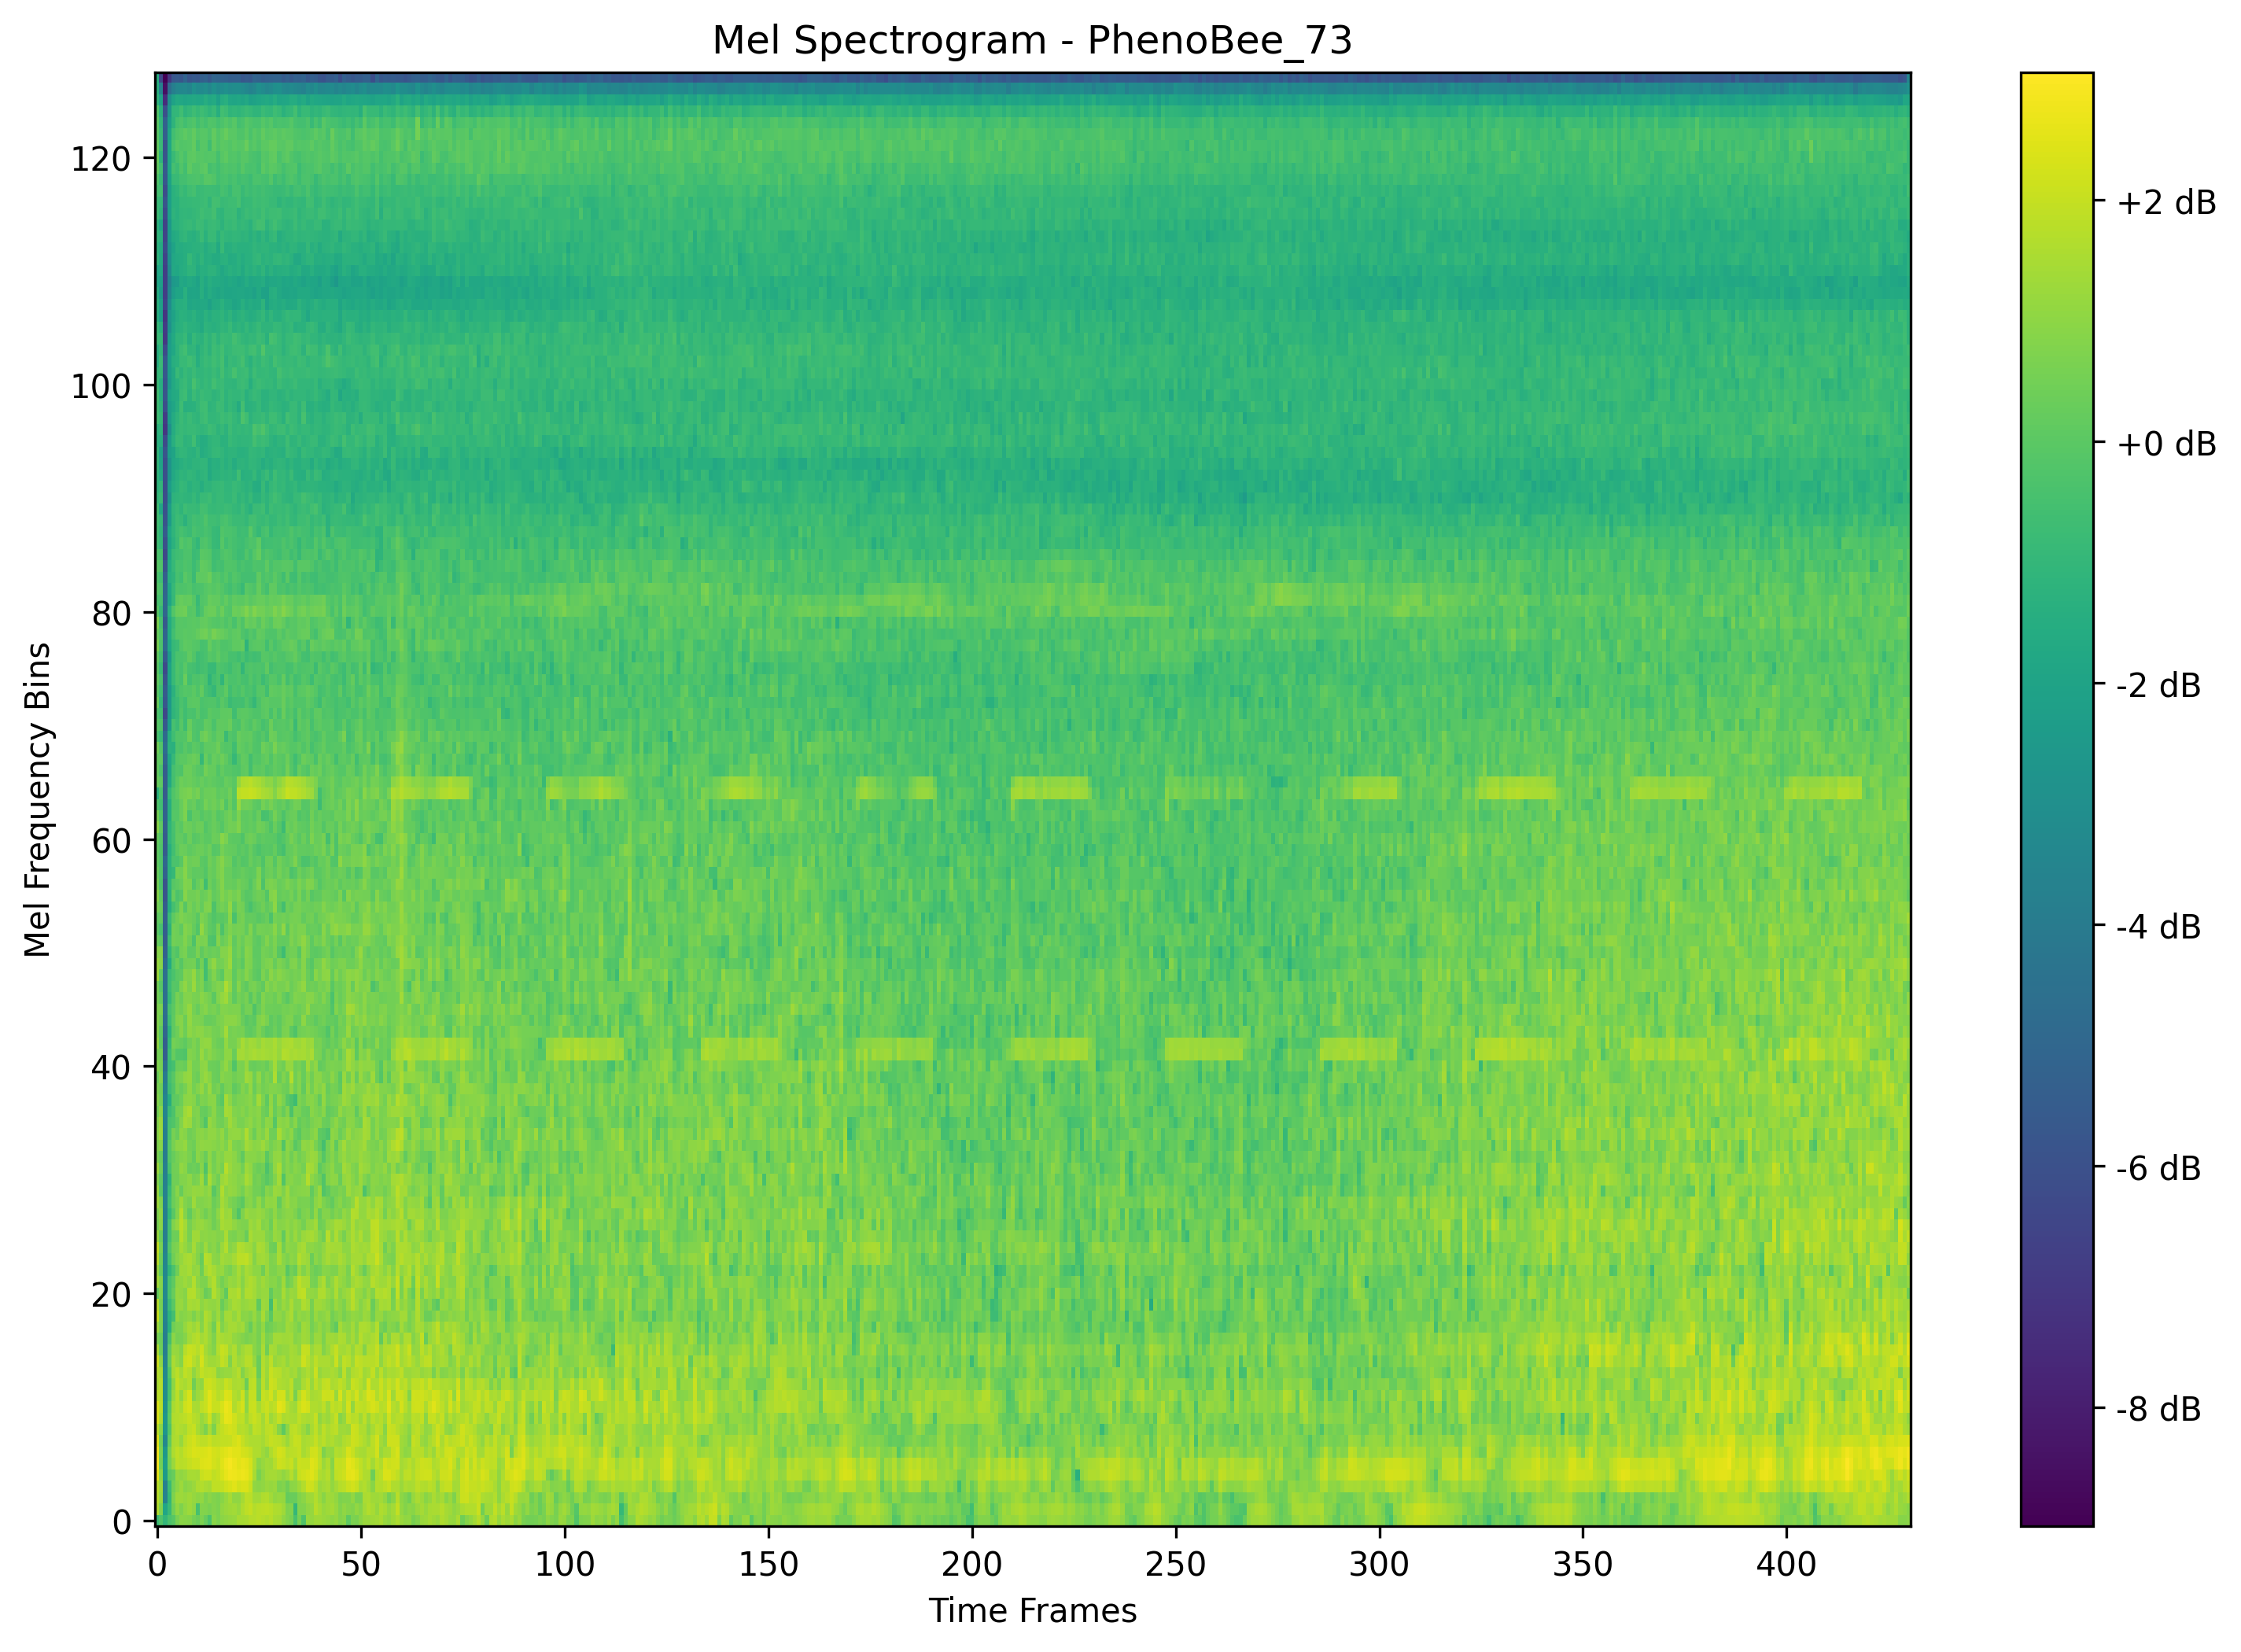 Mel Spectrogram - PhenoBee_73
Mel Frequency Bins
120
100
80
60
40
20
0
0 50 100 150 200 250 300 350 400
Time Frames
+2 dB
+0 dB
-2 dB
-4 dB
-6 dB
-8 dB